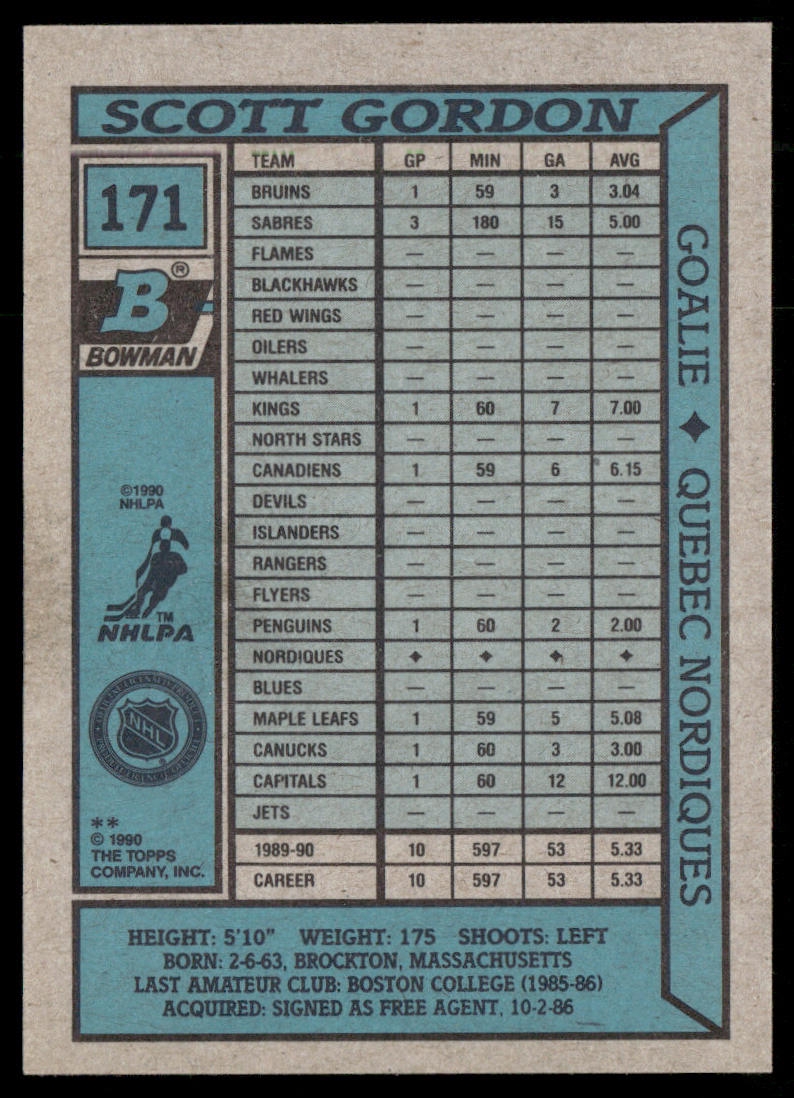 SCOTT GORDON
171
B®
BOWMAN
©1990
NHLPA
TM
NHLPA
NHL
®
**
© 1990
THE TOPPS
COMPANY, INC.
TEAM GP MIN GA AVG
BRUINS 1 59 3 3.04
SABRES 3 180 15 5.00
FLAMES — — — —
BLACKHAWKS — — — —
RED WINGS — — — —
OILERS — — — —
WHALERS — — — —
KINGS 1 60 7 7.00
NORTH STARS — — — —
CANADIENS 1 59 6 6.15
DEVILS — — — —
ISLANDERS — — — —
RANGERS — — — —
FLYERS — — — —
PENGUINS 1 60 2 2.00
NORDIQUES ✦ ✦ ✦ ✦
BLUES — — — —
MAPLE LEAFS 1 59 5 5.08
CANUCKS 1 60 3 3.00
CAPITALS 1 60 12 12.00
JETS — — — —
1989-90 10 597 53 5.33
CAREER 10 597 53 5.33
GOALIE ✦ QUEBEC NORDIQUES
HEIGHT: 5'10" WEIGHT: 175 SHOOTS: LEFT
BORN: 2-6-63, BROCKTON, MASSACHUSETTS
LAST AMATEUR CLUB: BOSTON COLLEGE (1985-86)
ACQUIRED: SIGNED AS FREE AGENT, 10-2-86